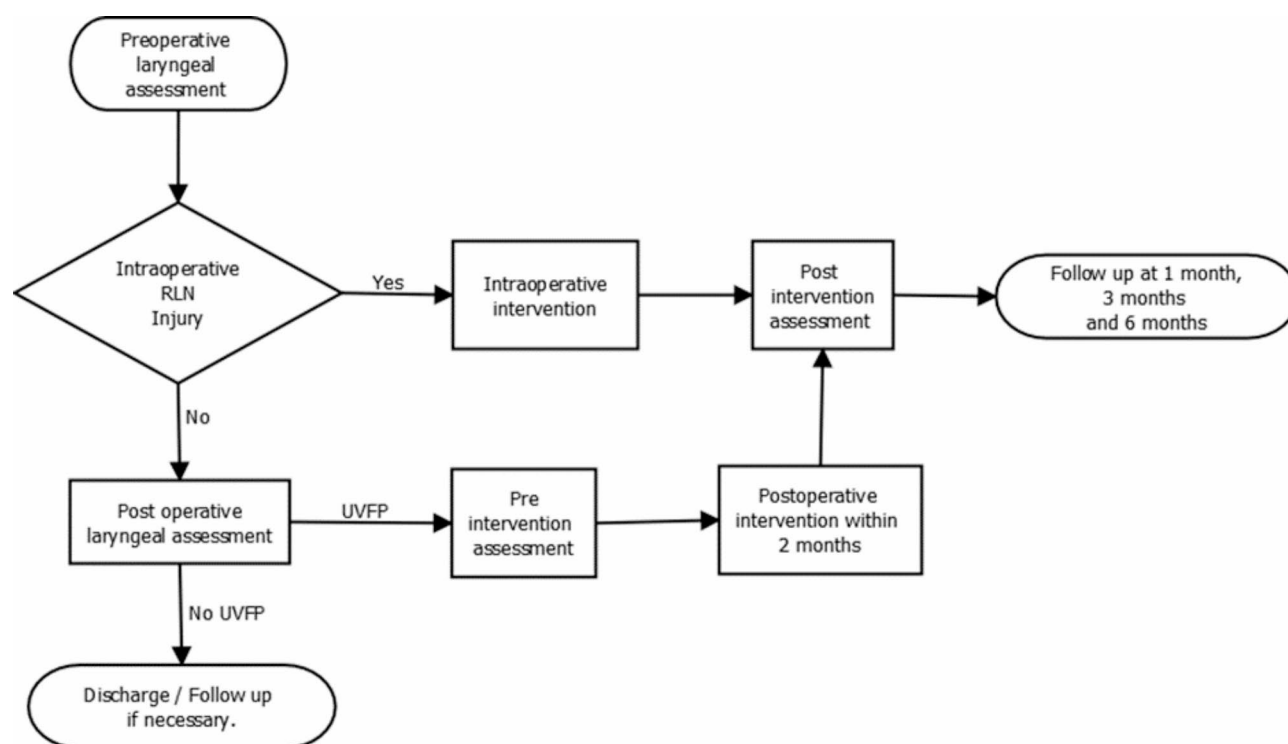 Preoperative
laryngeal
assessment
Intraoperative
RLN
Injury
Yes
Intraoperative
intervention
Post
intervention
assessment
Follow up at 1 month,
3 months
and 6 months
No
Post operative
laryngeal assessment
UVFP
Pre
intervention
assessment
Postoperative
intervention within
2 months
No UVFP
Discharge / Follow up
if necessary.